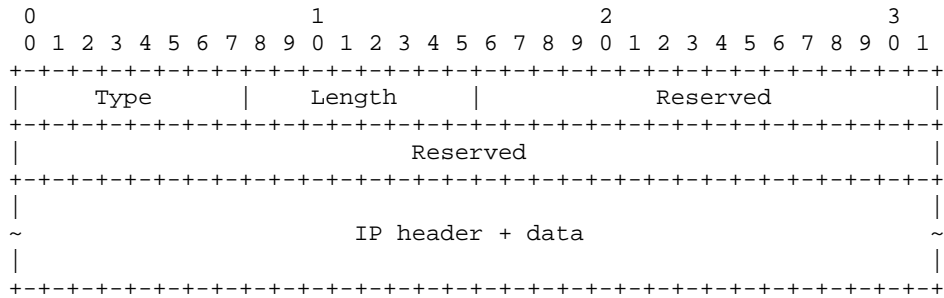 0                   1                   2                   3
 0 1 2 3 4 5 6 7 8 9 0 1 2 3 4 5 6 7 8 9 0 1 2 3 4 5 6 7 8 9 0 1
+-+-+-+-+-+-+-+-+-+-+-+-+-+-+-+-+-+-+-+-+-+-+-+-+-+-+-+-+-+-+-+-+
|     Type      |    Length     |            Reserved           |
+-+-+-+-+-+-+-+-+-+-+-+-+-+-+-+-+-+-+-+-+-+-+-+-+-+-+-+-+-+-+-+-+
|                           Reserved                            |
+-+-+-+-+-+-+-+-+-+-+-+-+-+-+-+-+-+-+-+-+-+-+-+-+-+-+-+-+-+-+-+-+
|                                                               |
~                       IP header + data                        ~
|                                                               |
+-+-+-+-+-+-+-+-+-+-+-+-+-+-+-+-+-+-+-+-+-+-+-+-+-+-+-+-+-+-+-+-+